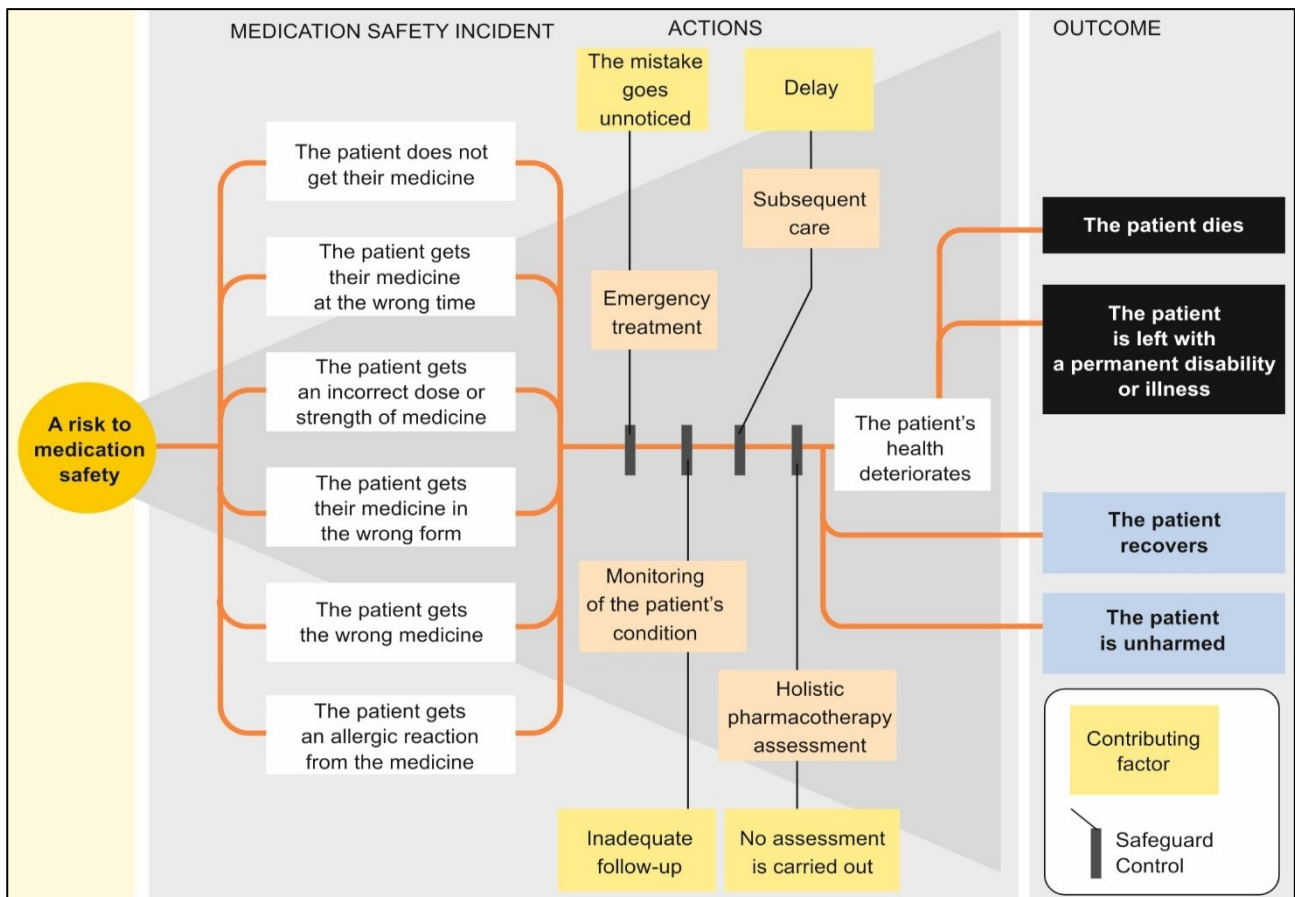 MEDICATION SAFETY INCIDENT
ACTIONS
OUTCOME
A risk to
medication
safety
The patient does not
get their medicine
The patient gets
their medicine
at the wrong time
The patient gets
an incorrect dose or
strength of medicine
The patient gets
their medicine in
the wrong form
The patient gets
the wrong medicine
The patient gets
an allergic reaction
from the medicine
The mistake
goes
unnoticed
Delay
Subsequent
care
Emergency
treatment
Monitoring
of the patient's
condition
Holistic
pharmacotherapy
assessment
Inadequate
follow-up
No assessment
is carried out
The patient's
health
deteriorates
The patient dies
The patient
is left with
a permanent disability
or illness
The patient
recovers
The patient
is unharmed
Contributing
factor
Safeguard
Control